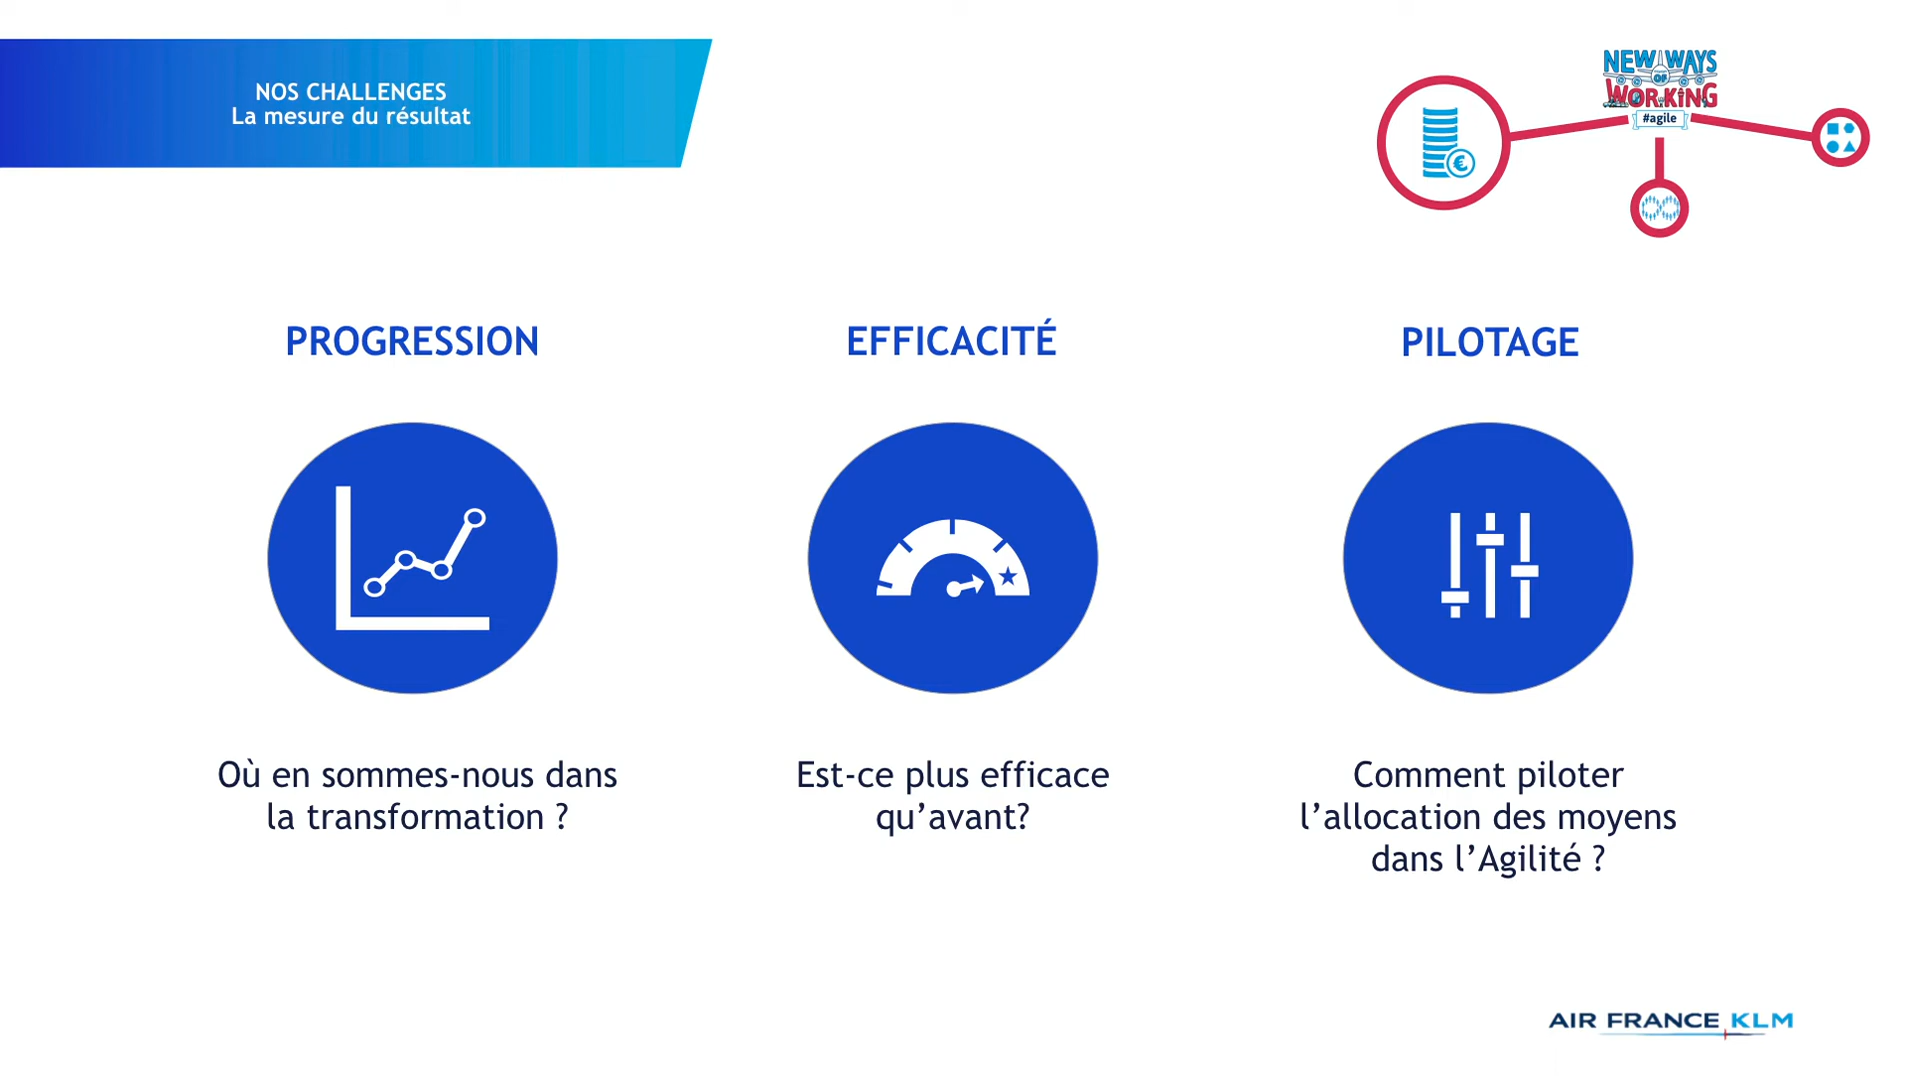 NOS CHALLENGES
La mesure du résultat
NEW WAYS
OF
WORKING
#agile
€
PROGRESSION
EFFICACITÉ
PILOTAGE
Où en sommes-nous dans
la transformation ?
Est-ce plus efficace
qu’avant?
Comment piloter
l’allocation des moyens
dans l’Agilité ?
AIR FRANCE KLM